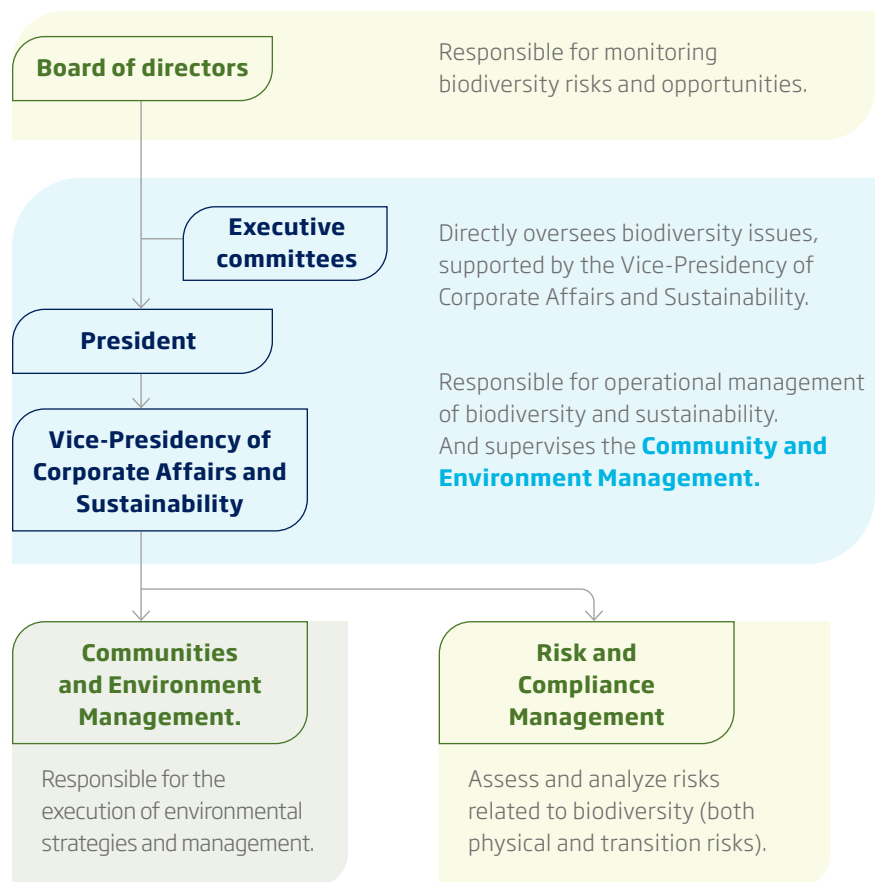 Board of directors
Responsible for monitoring
biodiversity risks and opportunities.
Executive
committees
Directly oversees biodiversity issues,
supported by the Vice-Presidency of
Corporate Affairs and Sustainability.
President
Vice-Presidency of
Corporate Affairs and
Sustainability
Responsible for operational management
of biodiversity and sustainability.
And supervises the Community and
Environment Management.
Communities
and Environment
Management.
Responsible for the
execution of environmental
strategies and management.
Risk and
Compliance
Management
Assess and analyze risks
related to biodiversity (both
physical and transition risks).